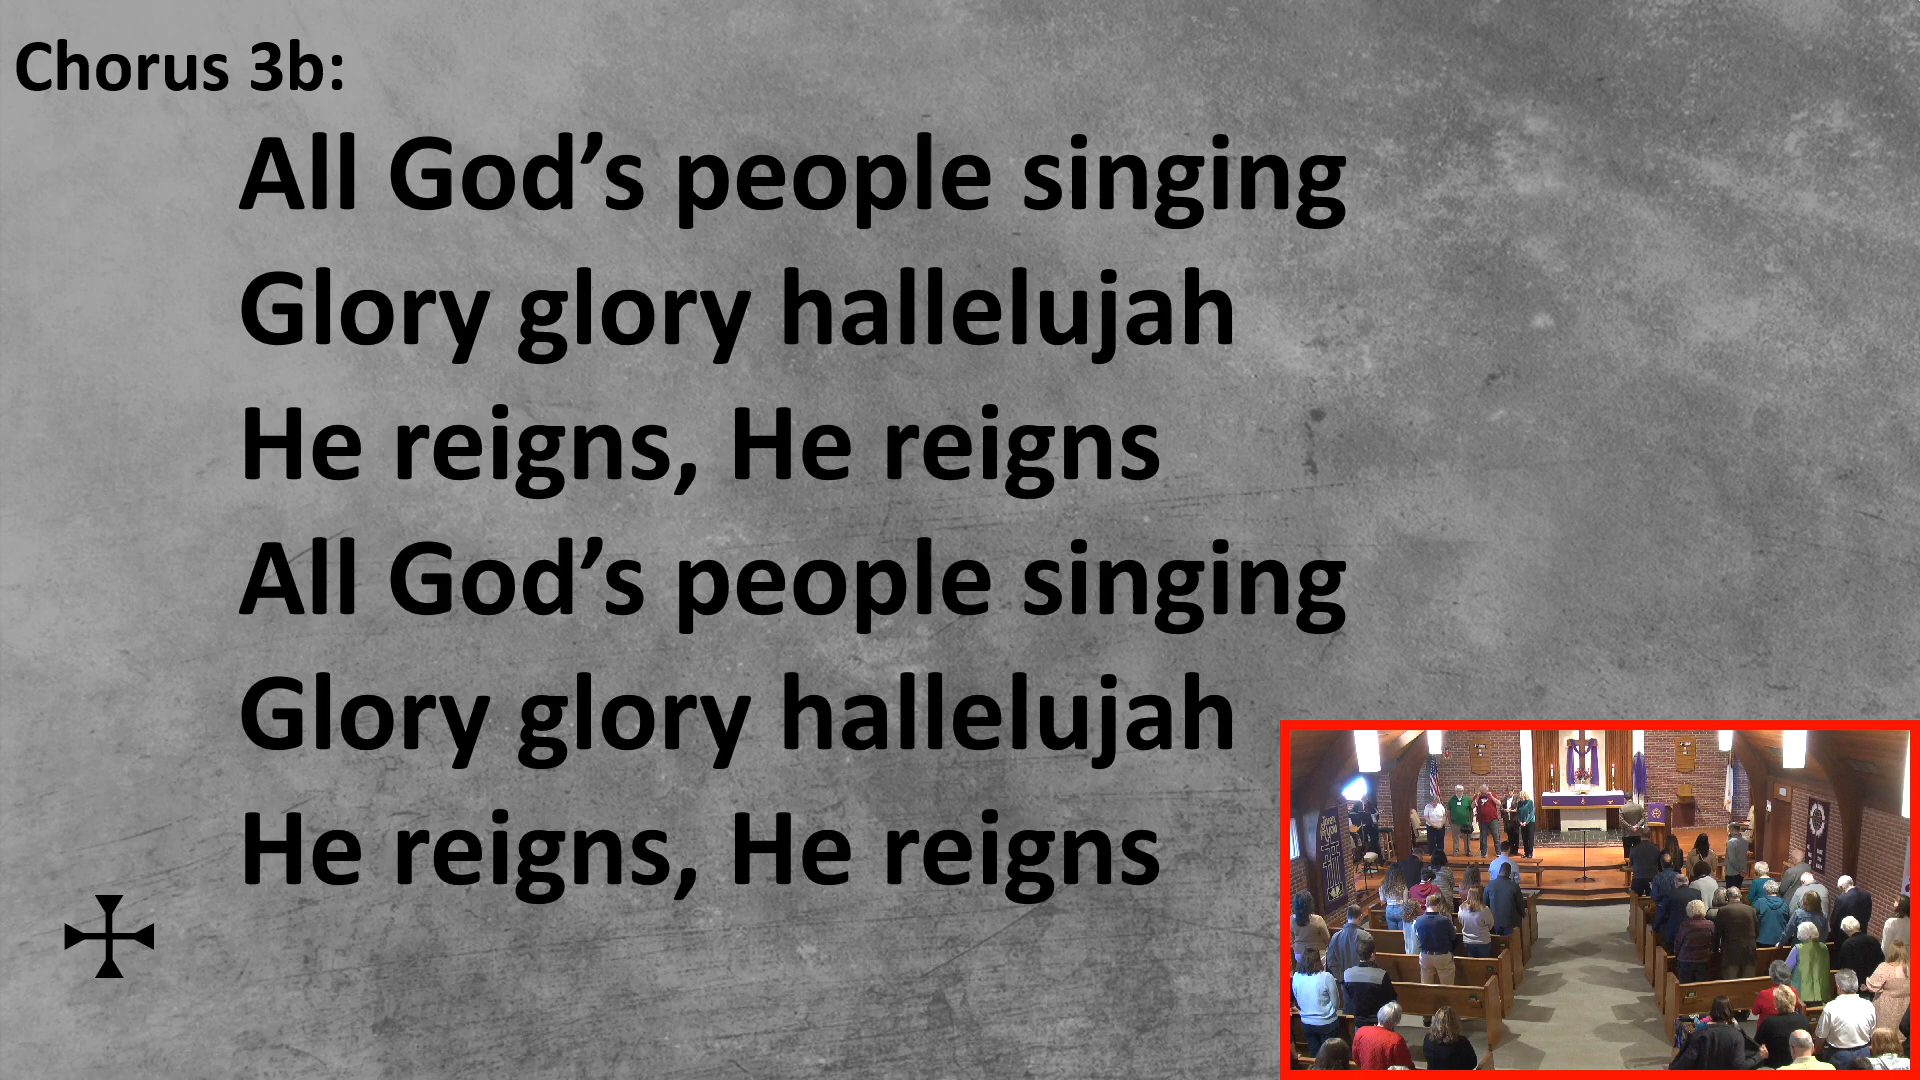 Chorus 3b:
All God’s people singing
Glory glory hallelujah
He reigns, He reigns
All God’s people singing
Glory glory hallelujah
He reigns, He reigns